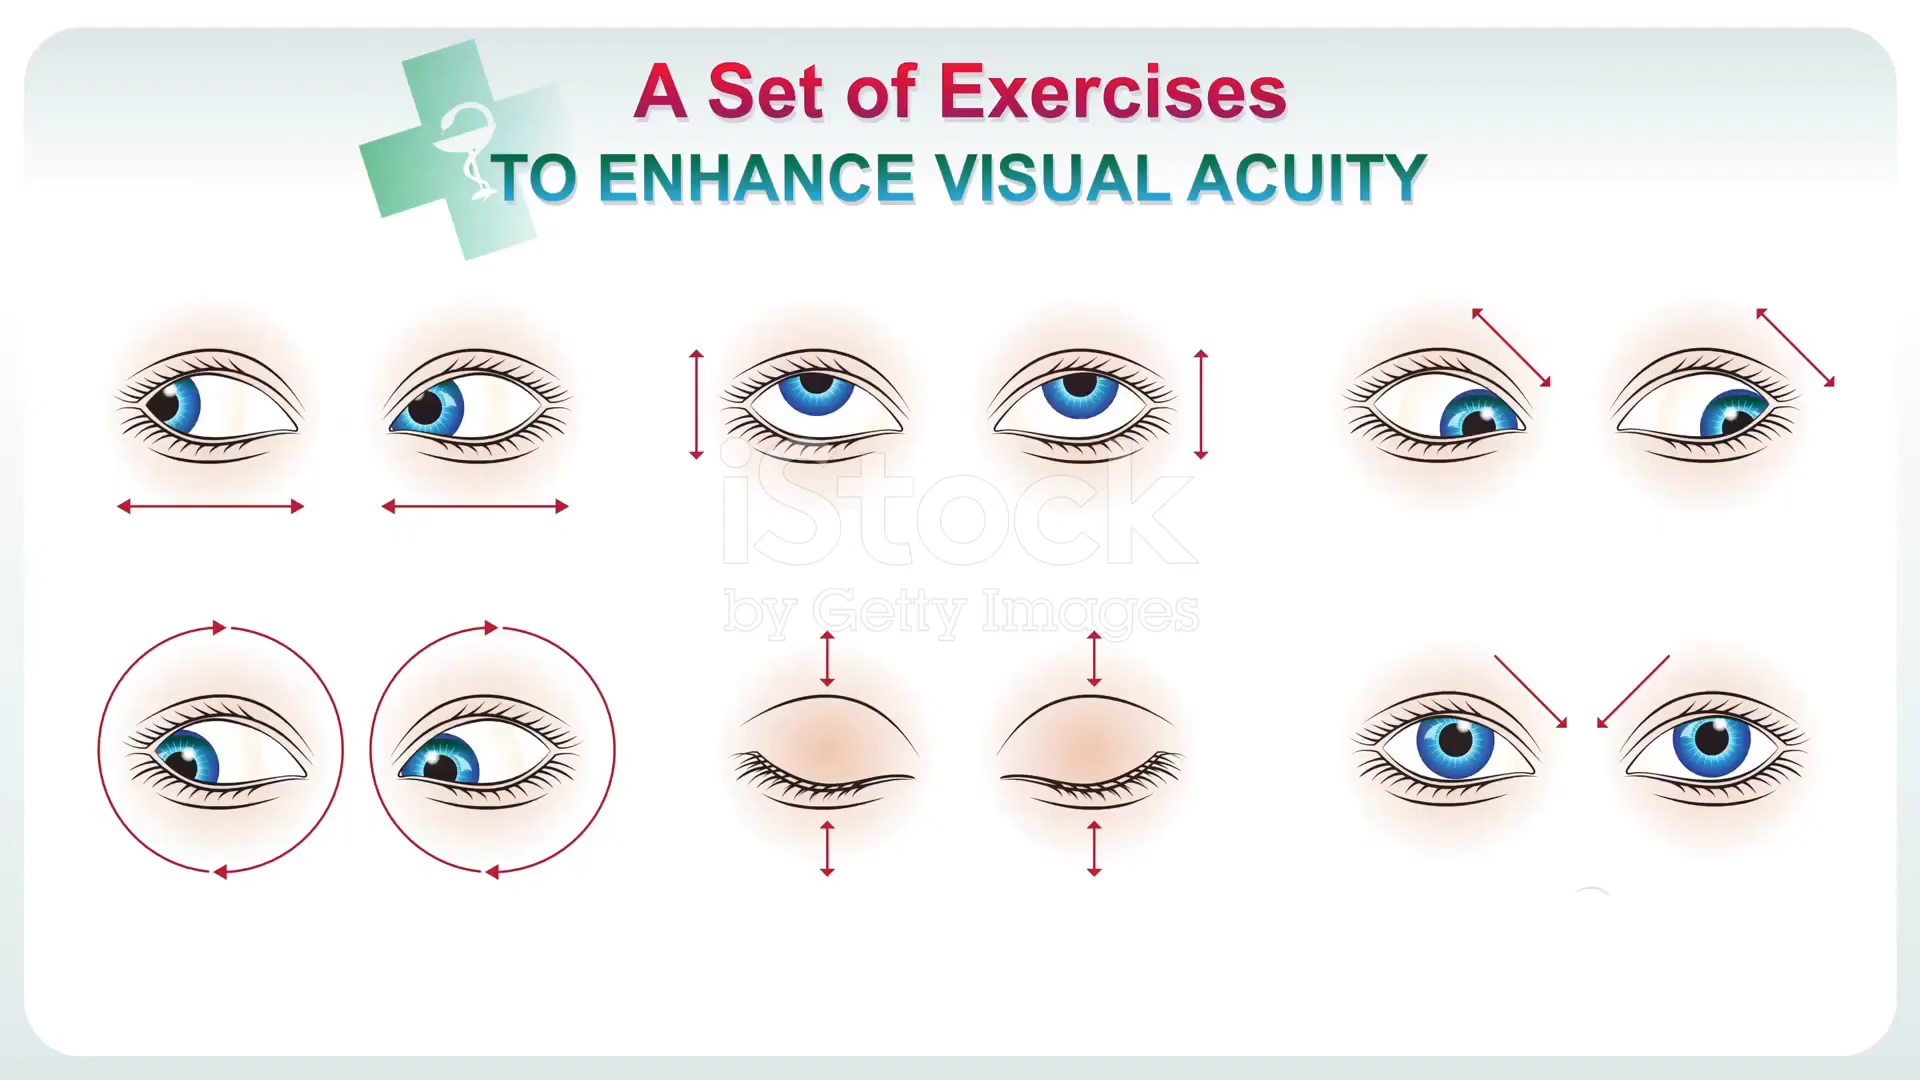 A Set of Exercises
TO ENHANCE VISUAL ACUITY
iStock
by Getty Images